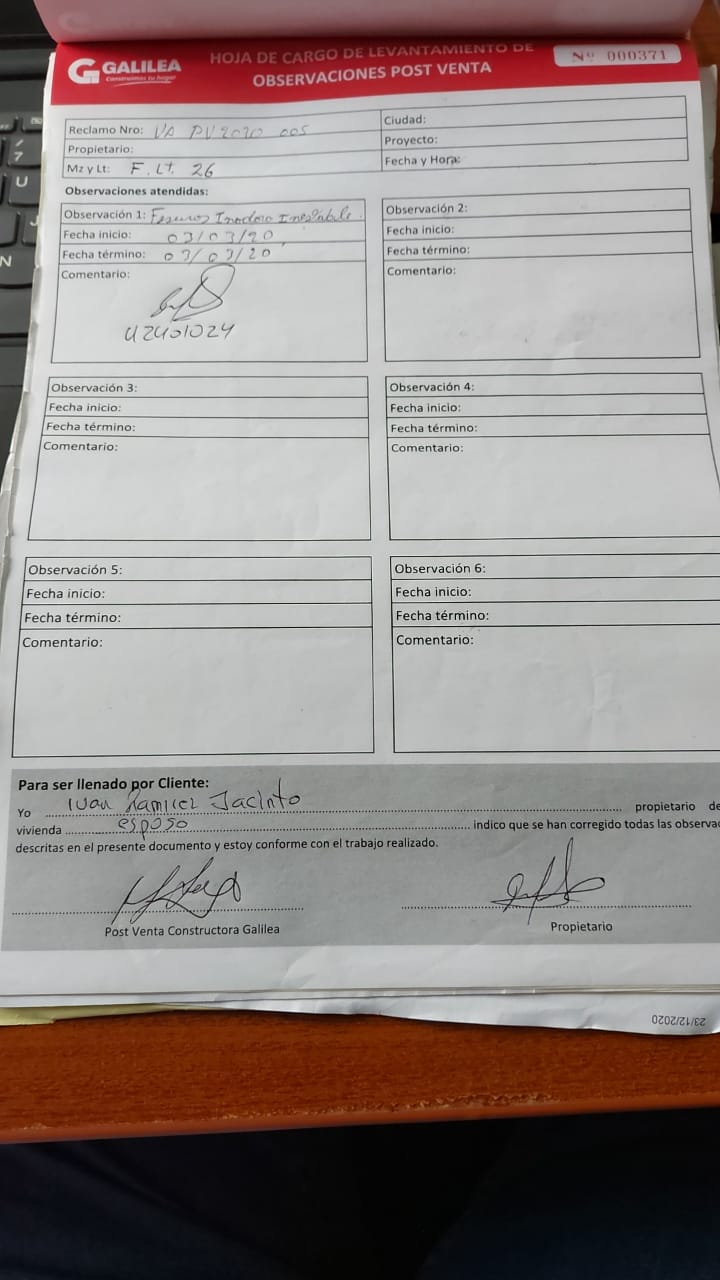 GALILEA
Construimos tu hogar
HOJA DE CARGO DE LEVANTAMIENTO DE
OBSERVACIONES POST VENTA
Nº 000371
Reclamo Nro: VA PV2020 005
Ciudad:
Propietario:
Proyecto:
Mz y Lt: F. Lt. 26
Fecha y Hora:
Observaciones atendidas:
Observación 1: Inodoro Inestable.
Fecha inicio: 03/03/20
Fecha término: 03/03/20
Comentario:
42401024
Observación 2:
Fecha inicio:
Fecha término:
Comentario:
Observación 3:
Fecha inicio:
Fecha término:
Comentario:
Observación 4:
Fecha inicio:
Fecha término:
Comentario:
Observación 5:
Fecha inicio:
Fecha término:
Comentario:
Observación 6:
Fecha inicio:
Fecha término:
Comentario:
Para ser llenado por Cliente:
Yo Ivan Ramirez Jacinto propietario de
vivienda esposo indico que se han corregido todas las observa
descritas en el presente documento y estoy conforme con el trabajo realizado.
Post Venta Constructora Galilea
Propietario
23/12/2020